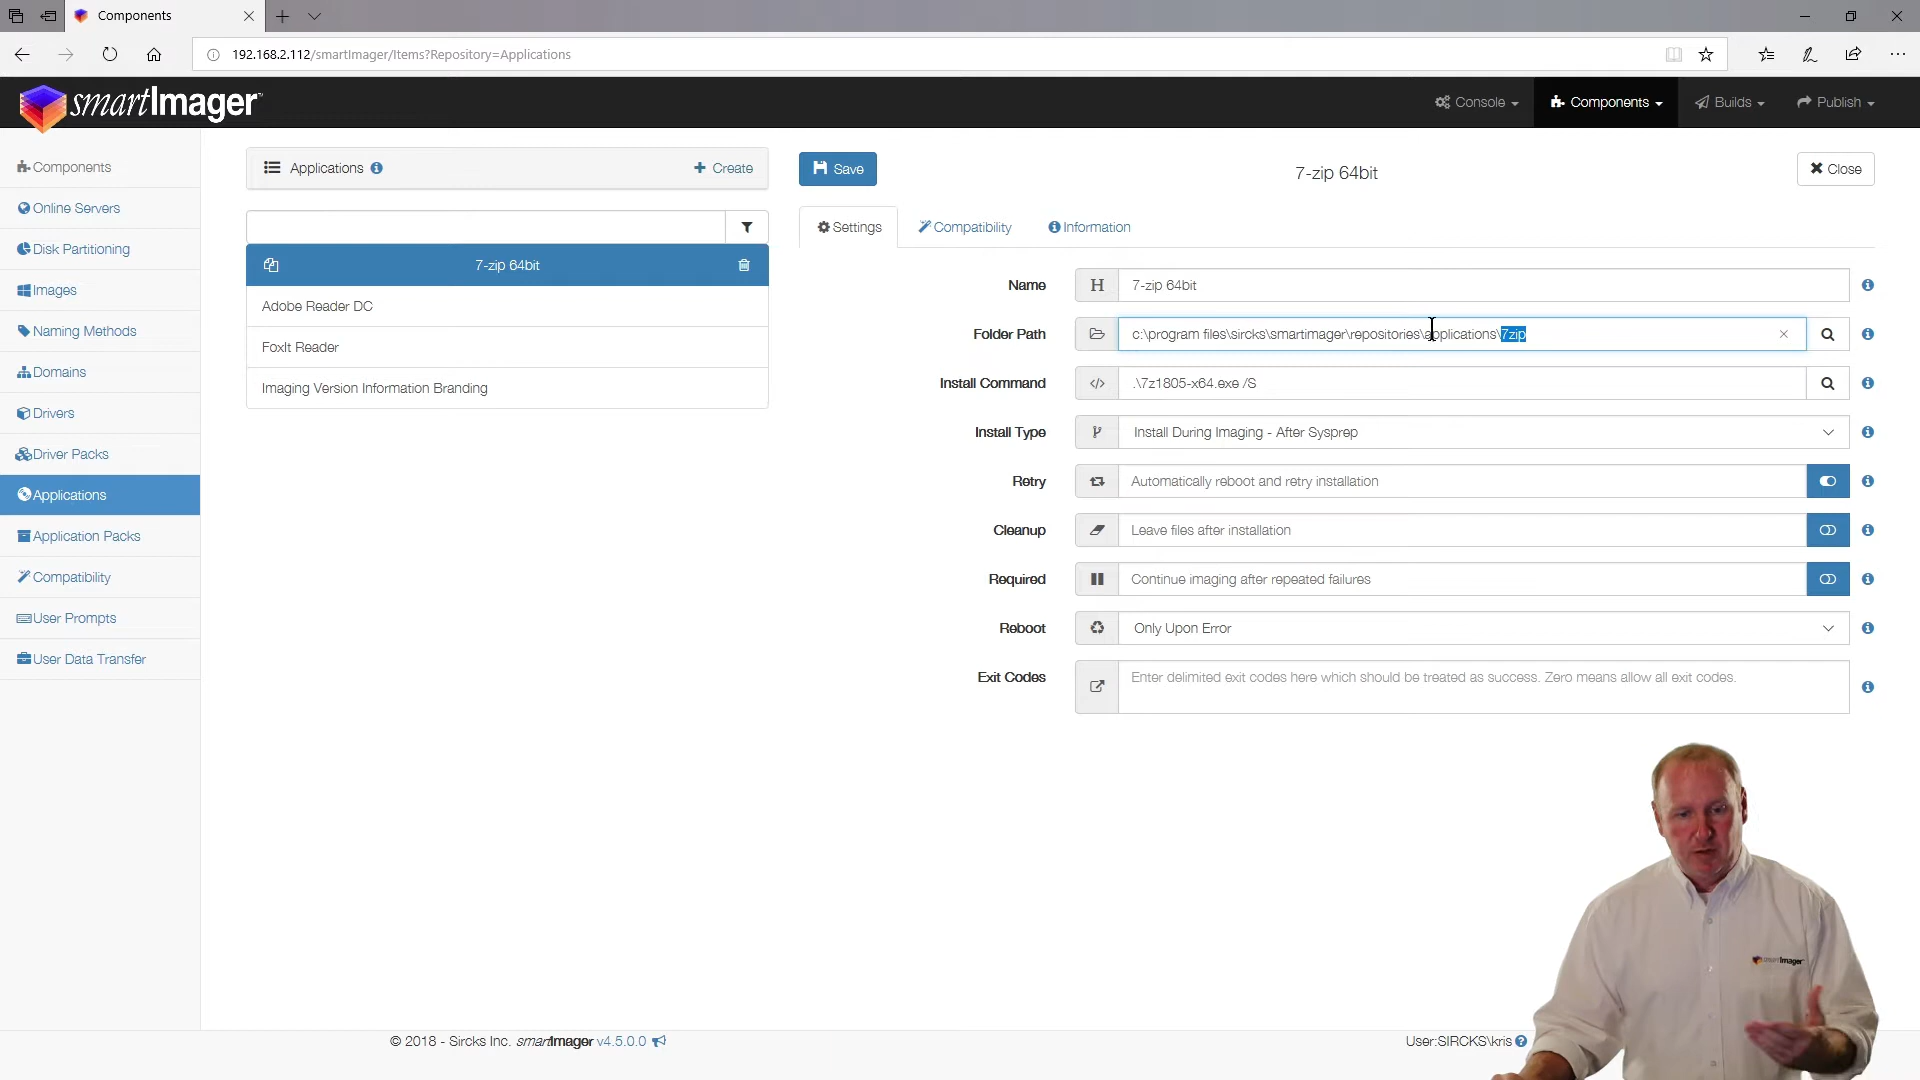 Components
192.168.2.112/smartImager/Items?Repository=Applications
smartImager
Console
Components
Builds
Publish
Components
Online Servers
Disk Partitioning
Images
Naming Methods
Domains
Drivers
Driver Packs
Applications
Application Packs
Compatibility
User Prompts
User Data Transfer
Applications
Create
7-zip 64bit
Adobe Reader DC
FoxIt Reader
Imaging Version Information Branding
Save
7-zip 64bit
Close
Settings
Compatibility
Information
Name
7-zip 64bit
Folder Path
c:\program files\sircks\smartimager\repositories\applications\7zip
Install Command
.\7z1805-x64.exe /S
Install Type
Install During Imaging - After Sysprep
Retry
Automatically reboot and retry installation
Cleanup
Leave files after installation
Required
Continue imaging after repeated failures
Reboot
Only Upon Error
Exit Codes
Enter delimited exit codes here which should be treated as success. Zero means allow all exit codes.
smartImager
© 2018 - Sircks Inc. smartImager v4.5.0.0
User:SIRCKS\kris